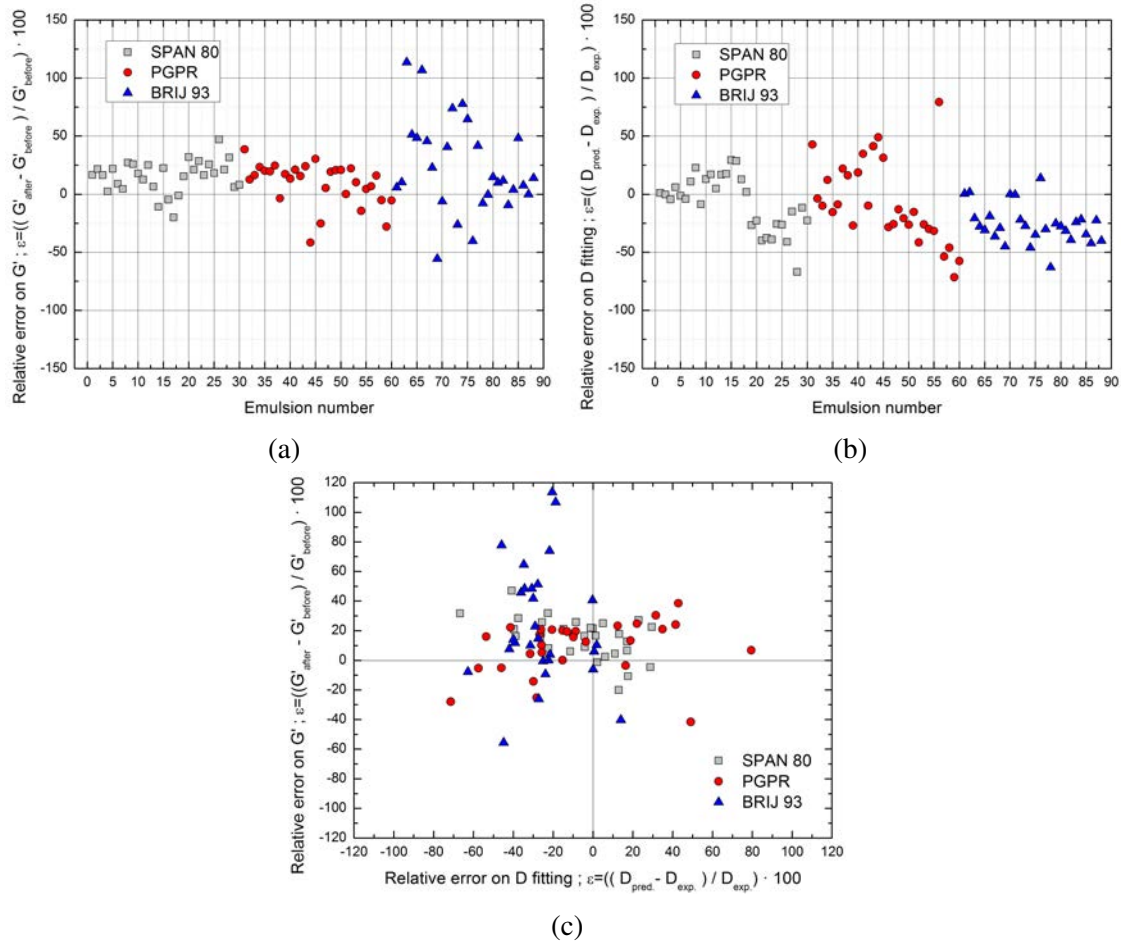 Relative error on G' ; ε=(( G'after - G'before) / G'before) · 100
150
100
50
0
-50
-100
-150
SPAN 80
PGPR
BRIJ 93
0 5 10 15 20 25 30 35 40 45 50 55 60 65 70 75 80 85 90
Emulsion number
(a)
Relative error on D fitting ; ε=(( Dpred.- Dexp. ) / Dexp.) · 100
150
100
50
0
-50
-100
-150
SPAN 80
PGPR
BRIJ 93
0 5 10 15 20 25 30 35 40 45 50 55 60 65 70 75 80 85 90
Emulsion number
(b)
Relative error on G' ; ε=((G'after - G'before) / G'before) · 100
120
100
80
60
40
20
0
-20
-40
-60
-80
-100
-120
SPAN 80
PGPR
BRIJ 93
-120 -100 -80 -60 -40 -20 0 20 40 60 80 100 120
Relative error on D fitting ; ε=(( Dpred.- Dexp. ) / Dexp.) · 100
(c)